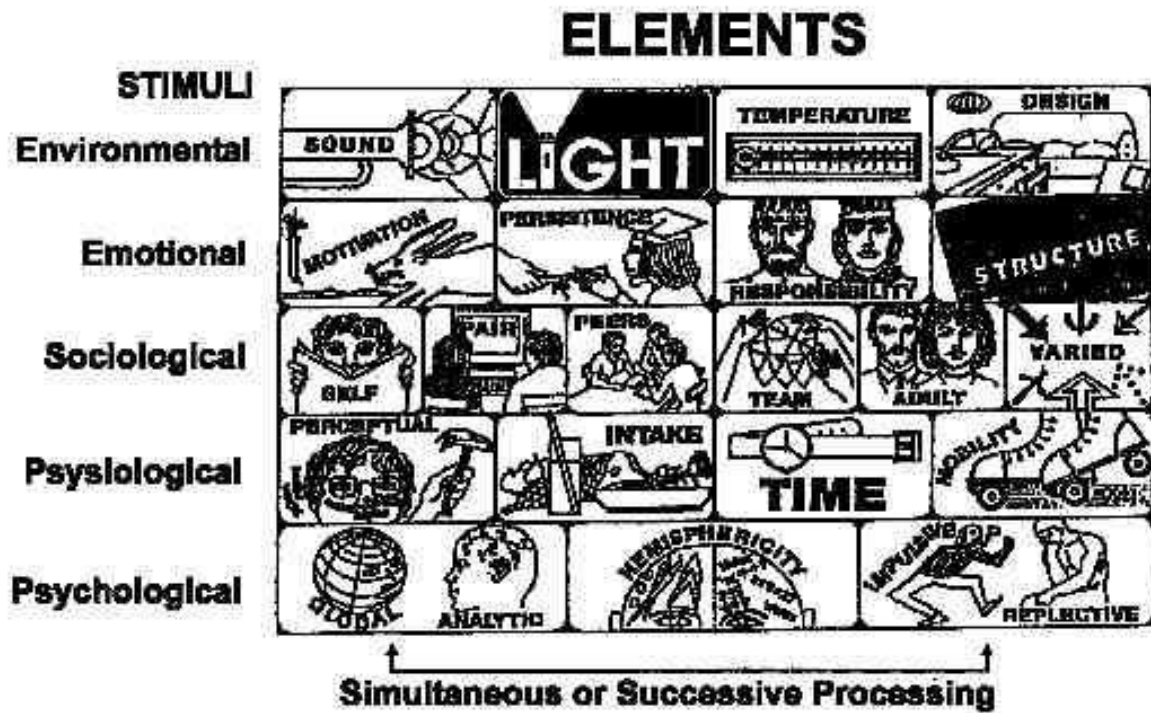 ELEMENTS
STIMULI
Environmental
SOUND
LIGHT
TEMPERATURE
DESIGN
Emotional
MOTIVATION
PERSISTENCE
RESPONSIBILITY
STRUCTURE
Sociological
SELF
PAIR
PEERS
TEAM
ADULT
VARIED
Psysiological
PERCEPTUAL
INTAKE
TIME
MOBILITY
Psychological
GLOBAL
ANALYTIC
HEMISPHERICITY
IMPULSIVE
REFLECTIVE
Simultaneous or Successive Processing